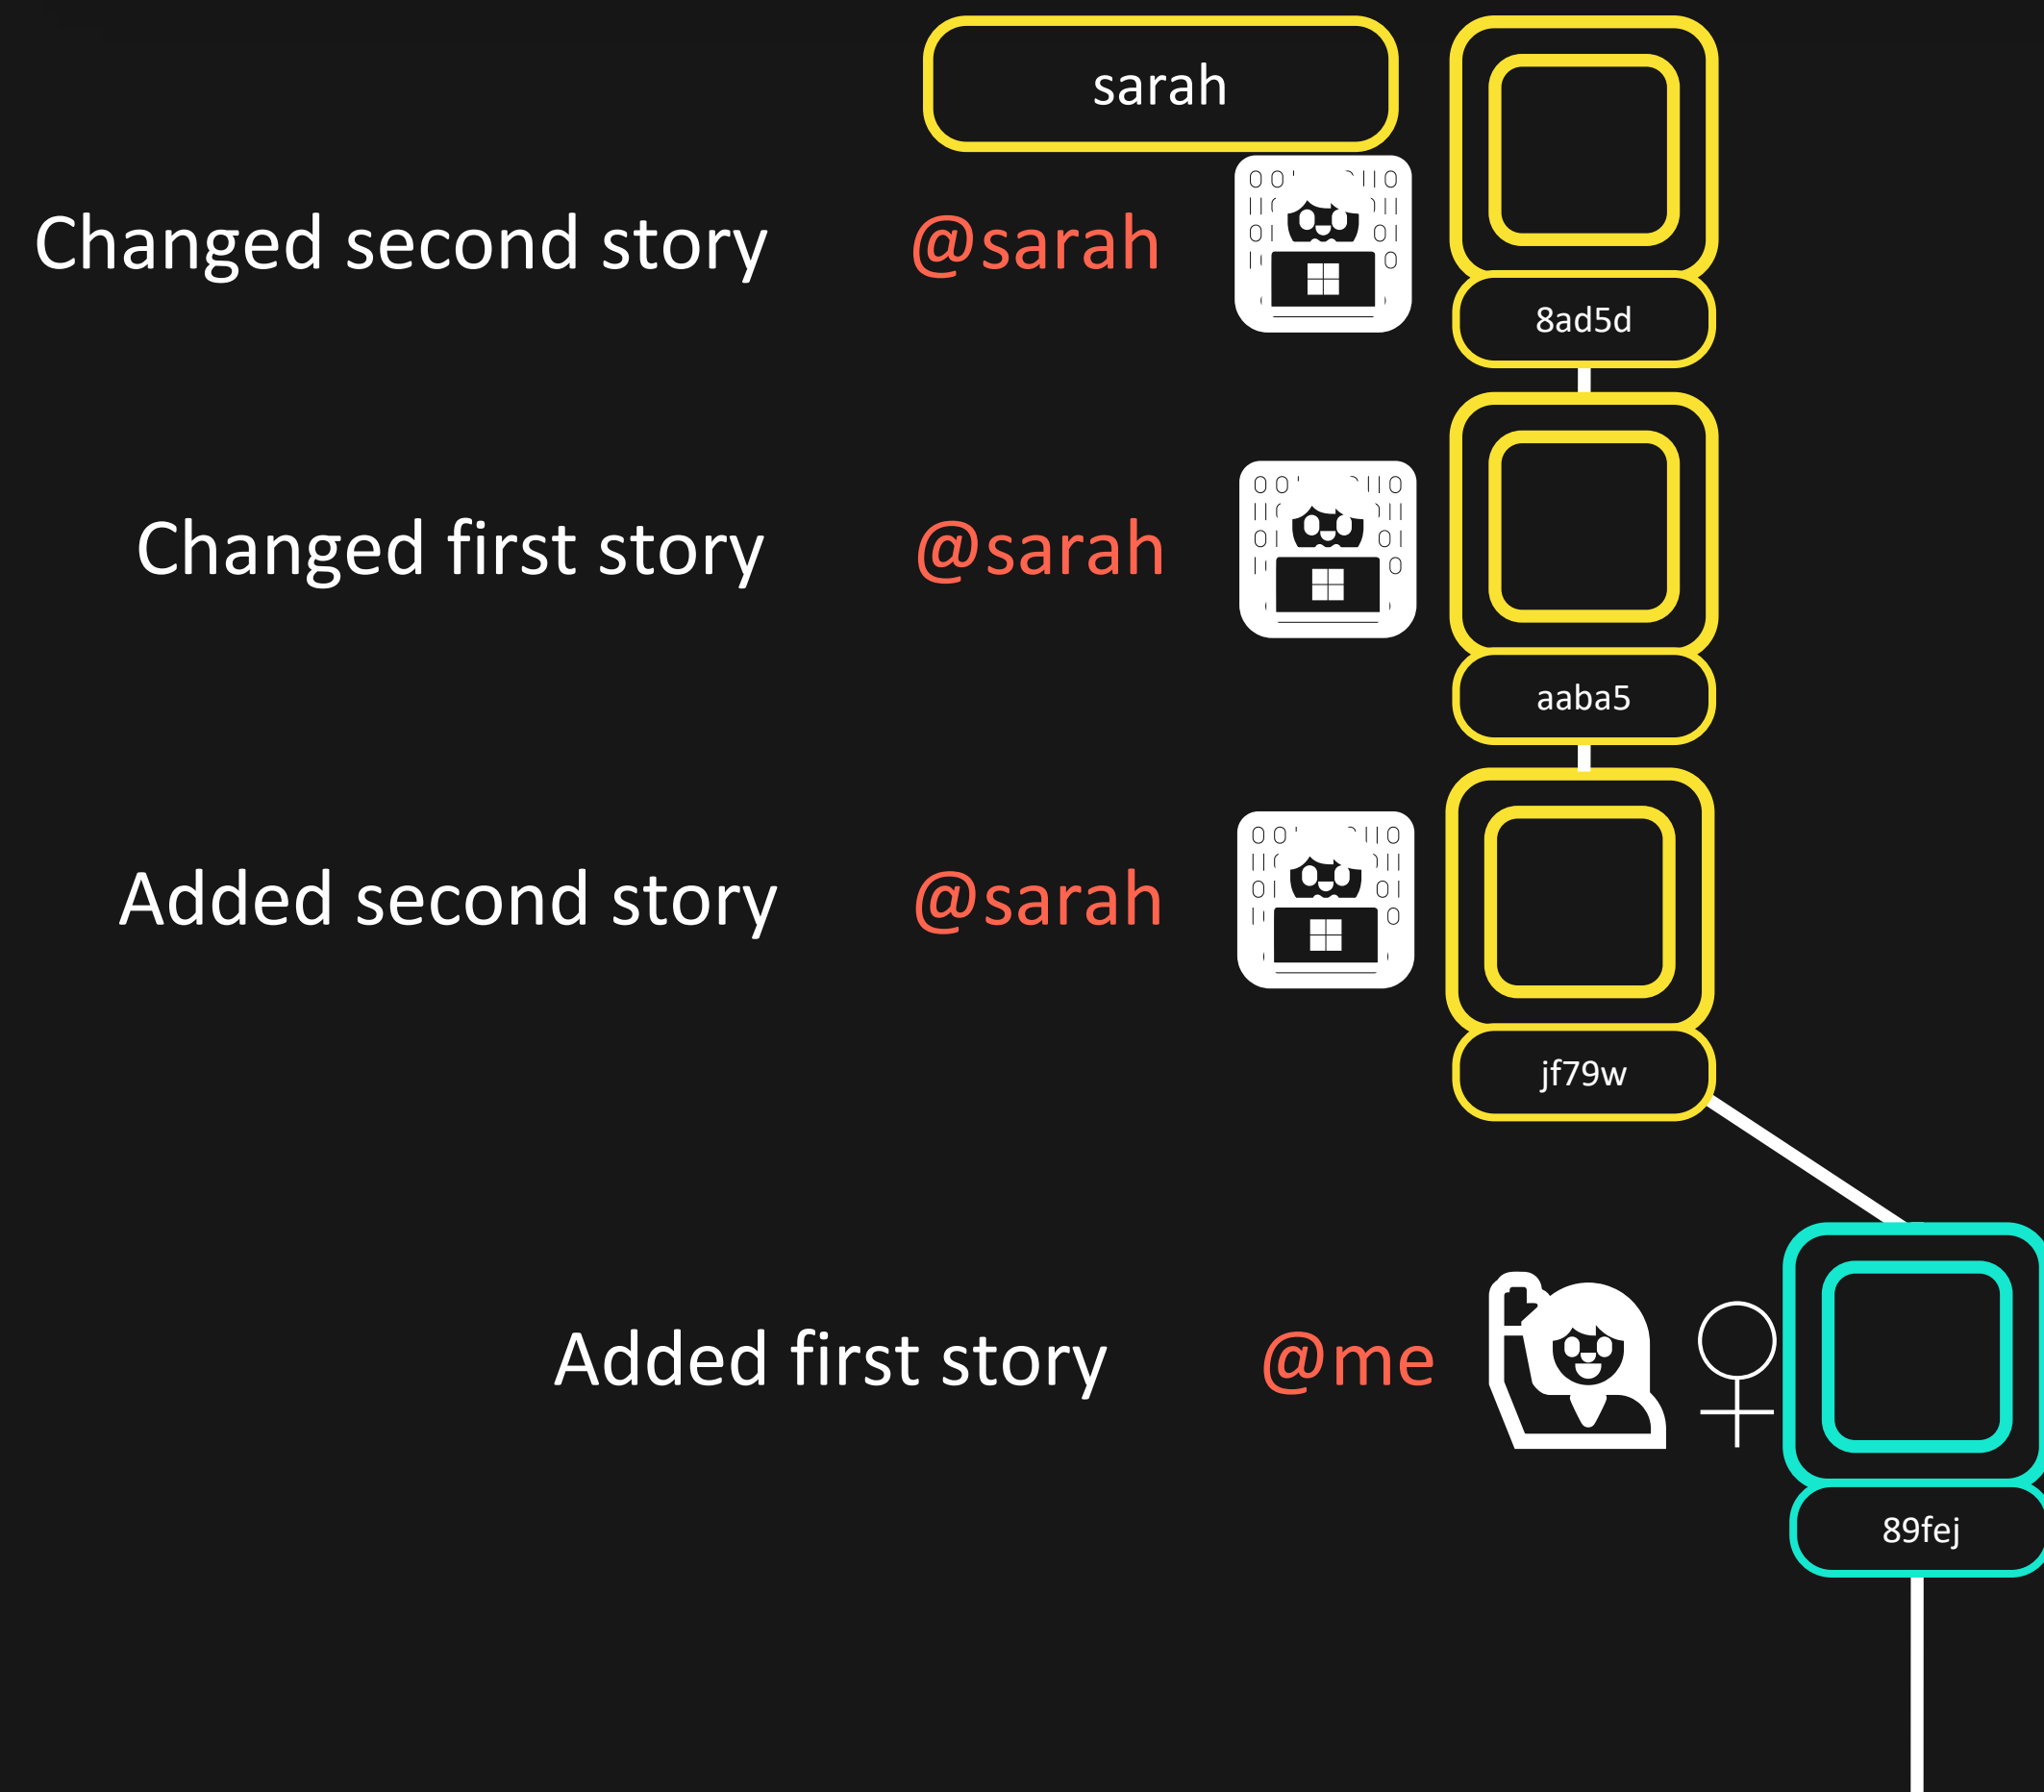 sarah
Changed second story @sarah
8ad5d
Changed first story @sarah
aaba5
Added second story @sarah
jf79w
Added first story @me
89fej